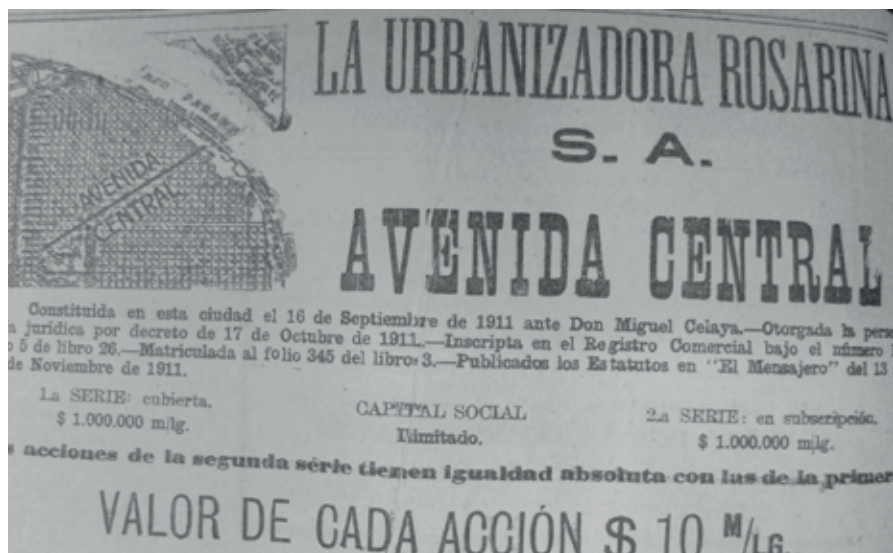 RIO PARANÁ
AVENIDA
CENTRAL
LA URBANIZADORA ROSARINA
S. A.
AVENIDA CENTRAL
Constituida en esta ciudad el 16 de Septiembre de 1911 ante Don Miguel Celaya.—Otorgada la
jurídica por decreto de 17 de Octubre de 1911.—Inscripta en el Registro Comercial bajo el número
5 de libro 26.—Matriculada al folio 345 del libro 3.—Publicados los Estatutos en "El Mensajero" del 13
de Noviembre de 1911.
1.a SERIE: cubierta.
$ 1.000.000 m/lg.
CAPITAL SOCIAL
Ilimitado.
2.a SERIE: en subscripción.
$ 1.000.000 m/lg.
acciones de la segunda série tienen igualdad absoluta con las de la primer
VALOR DE CADA ACCIÓN $ 10 M/LG.